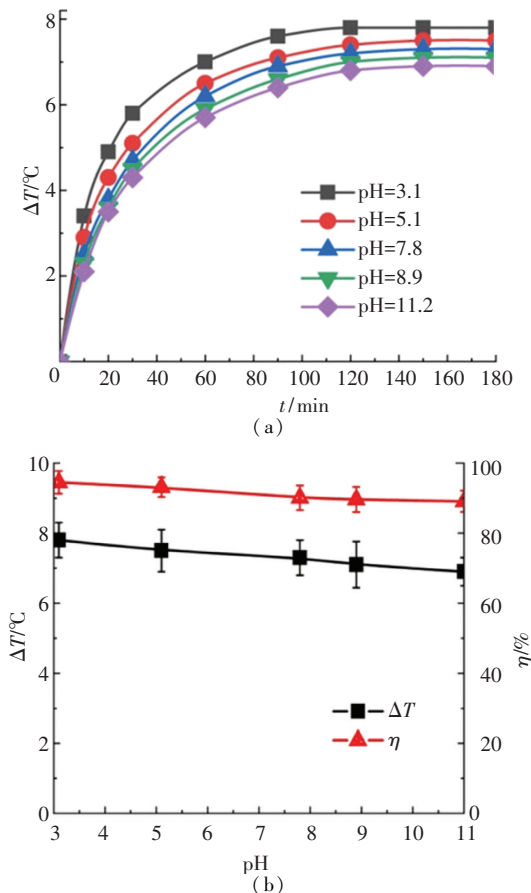 8
6
4
2
0
ΔT/℃
pH=3.1
pH=5.1
pH=7.8
pH=8.9
pH=11.2
0 20 40 60 80 100 120 140 160 180
t/min
(a)
10 100
8 80
6 60
4 40
2 20
0 0
ΔT/℃
η/%
ΔT
η
3 4 5 6 7 8 9 10 11
pH
(b)